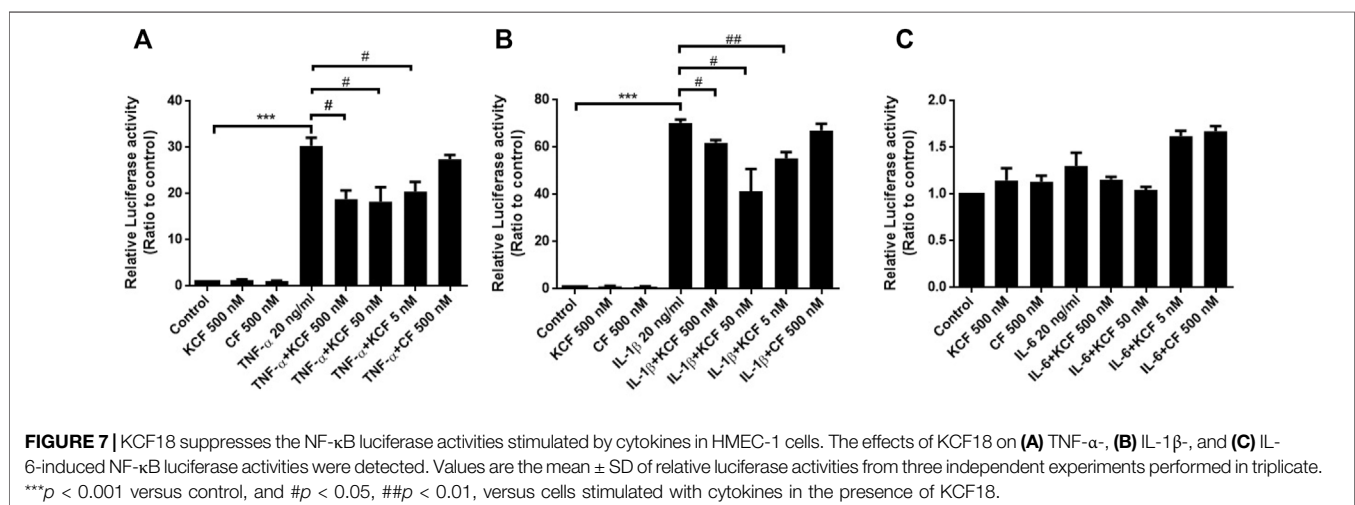 A
B
C
Relative Luciferase activity
(Ratio to control)
40
30
20
10
0
***
#
#
#
Control
KCF 500 nM
CF 500 nM
TNF-α 20 ng/ml
TNF-α+KCF 500 nM
TNF-α+KCF 50 nM
TNF-α+KCF 5 nM
TNF-α+CF 500 nM
Relative Luciferase activity
(Ratio to control)
80
60
40
20
0
***
#
#
##
Control
KCF 500 nM
CF 500 nM
IL-1β 20 ng/ml
IL-1β+KCF 500 nM
IL-1β+KCF 50 nM
IL-1β+KCF 5 nM
IL-1β+CF 500 nM
Relative Luciferase activity
(Ratio to control)
2.0
1.5
1.0
0.5
0.0
Control
KCF 500 nM
CF 500 nM
IL-6 20 ng/ml
IL-6+KCF 500 nM
IL-6+KCF 50 nM
IL-6+KCF 5 nM
IL-6+CF 500 nM
FIGURE 7 | KCF18 suppresses the NF-κB luciferase activities stimulated by cytokines in HMEC-1 cells. The effects of KCF18 on (A) TNF-α-, (B) IL-1β-, and (C) IL-
6-induced NF-κB luciferase activities were detected. Values are the mean ± SD of relative luciferase activities from three independent experiments performed in triplicate.
***p < 0.001 versus control, and #p < 0.05, ##p < 0.01, versus cells stimulated with cytokines in the presence of KCF18.